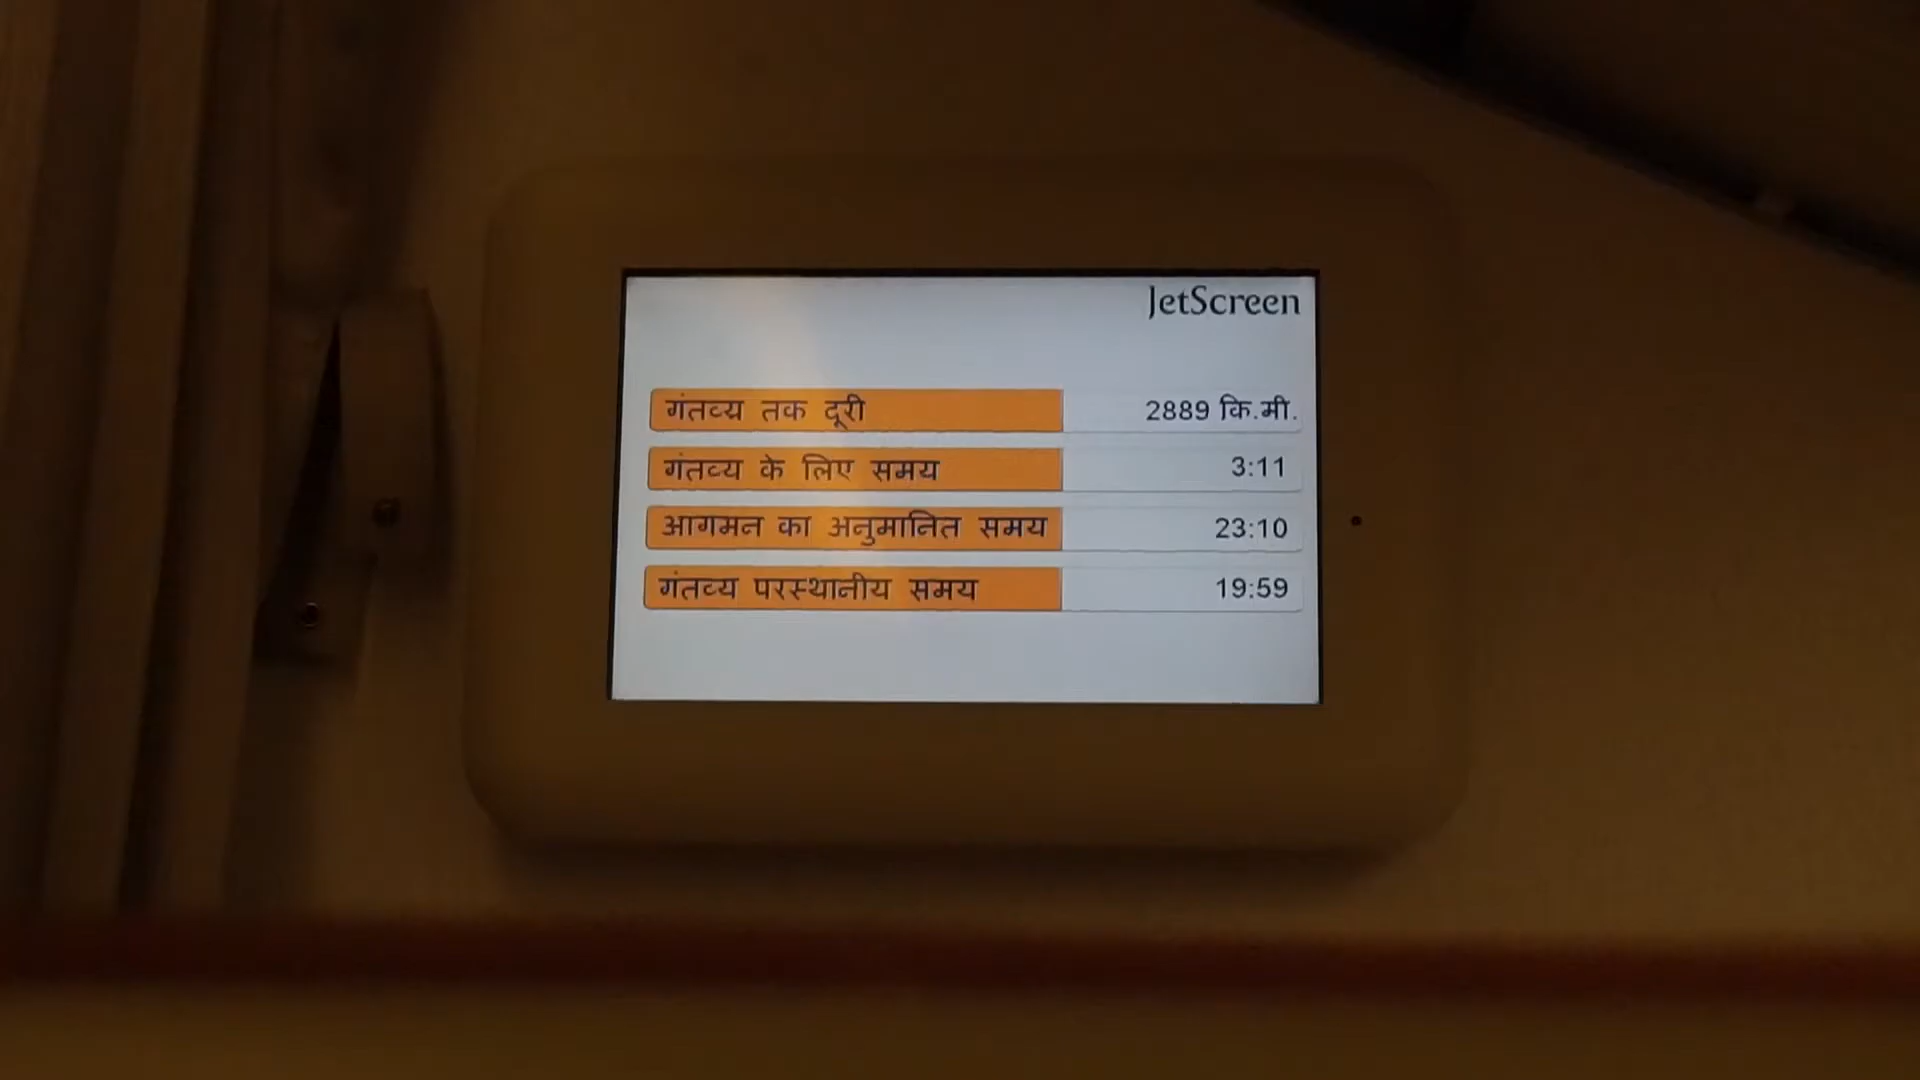 JetScreen
गंतव्य तक दूरी 2889 कि.मी.
गंतव्य के लिए समय 3:11
आगमन का अनुमानित समय 23:10
गंतव्य परस्थानीय समय 19:59